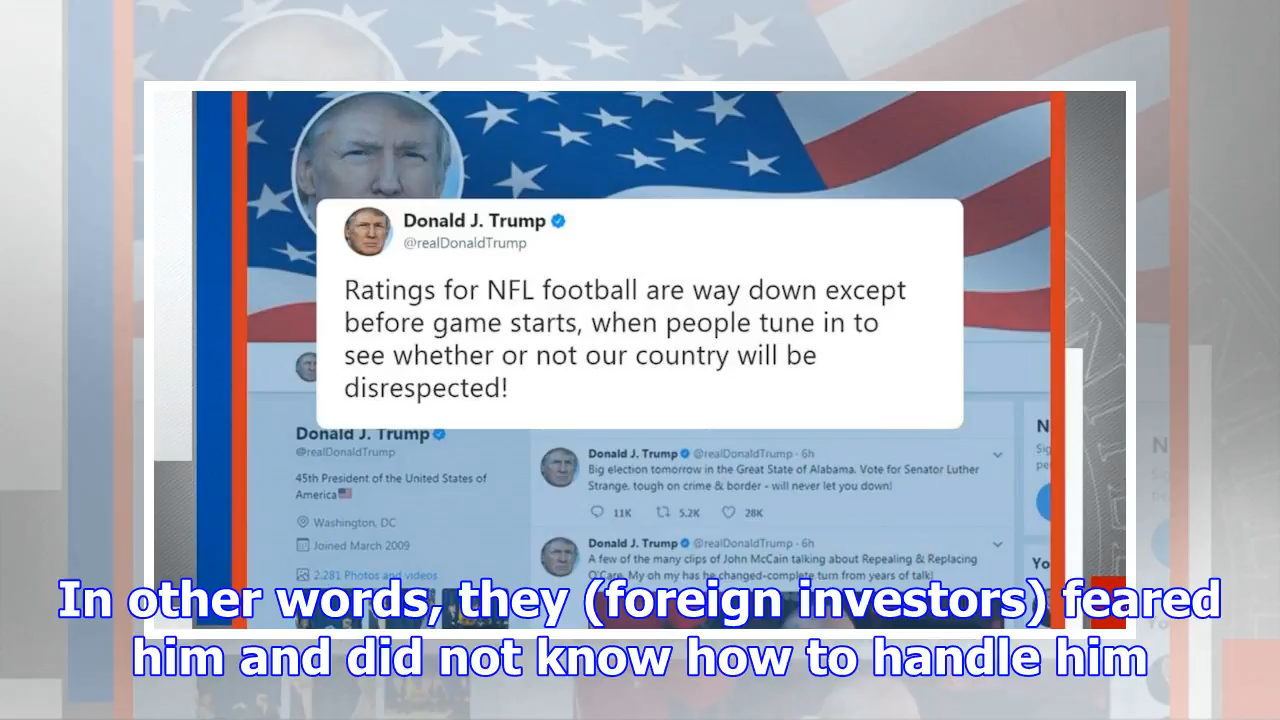 Donald J. Trump
@realDonaldTrump
Ratings for NFL football are way down except
before game starts, when people tune in to
see whether or not our country will be
disrespected!
Donald J. Trump
@realDonaldTrump
45th President of the United States of
America
Washington, DC
Joined March 2009
2,281 Photos and videos
Donald J. Trump @realDonaldTrump · 6h
Big election tomorrow in the Great State of Alabama. Vote for Senator Luther
Strange, tough on crime & border - will never let you down!
11K 5.2K 28K
Donald J. Trump @realDonaldTrump · 6h
A few of the many clips of John McCain talking about Repealing & Replacing
O'Care. My oh my has he changed-complete turn from years of talk!
In other words, they (foreign investors) feared
him and did not know how to handle him